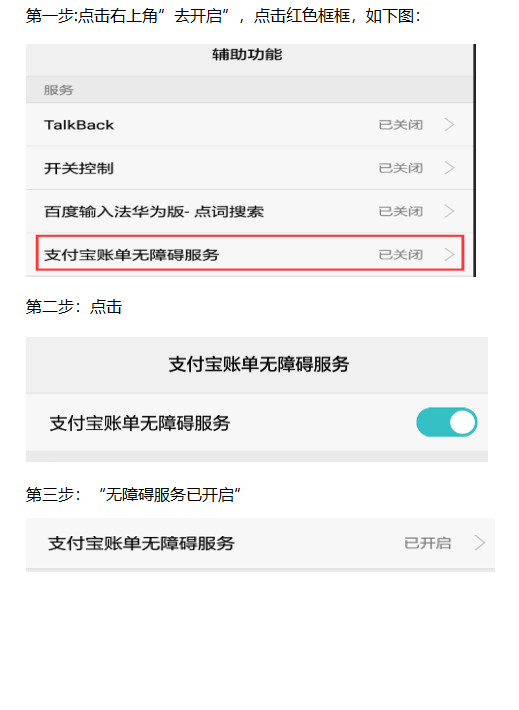 第一步:点击右上角”去开启”，点击红色框框，如下图：
辅助功能
服务
TalkBack 已关闭
开关控制 已关闭
百度输入法华为版- 点词搜索 已关闭
支付宝账单无障碍服务 已关闭
第二步：点击
支付宝账单无障碍服务
支付宝账单无障碍服务
第三步：“无障碍服务已开启”
支付宝账单无障碍服务 已开启